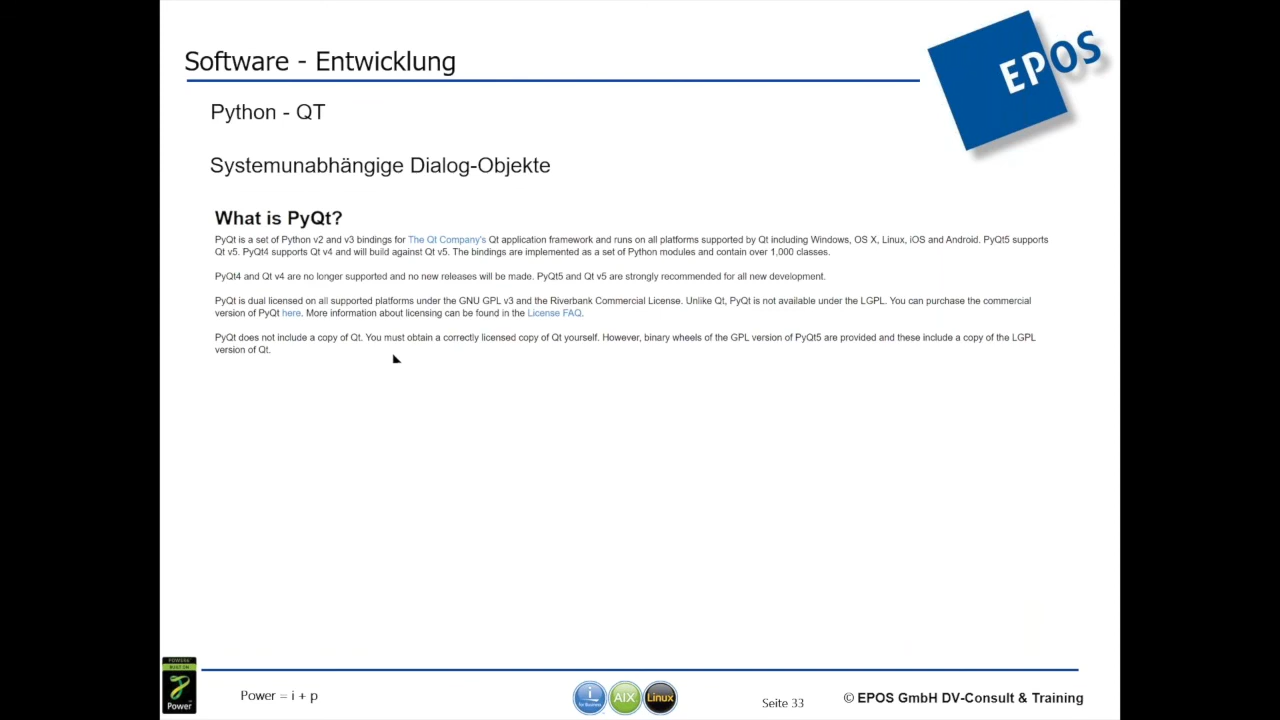 Software - Entwicklung
EPOS
Python - QT
Systemunabhängige Dialog-Objekte
What is PyQt?
PyQt is a set of Python v2 and v3 bindings for The Qt Company's Qt application framework and runs on all platforms supported by Qt including Windows, OS X, Linux, iOS and Android. PyQt5 supports
Qt v5. PyQt4 supports Qt v4 and will build against Qt v5. The bindings are implemented as a set of Python modules and contain over 1,000 classes.
PyQt4 and Qt v4 are no longer supported and no new releases will be made. PyQt5 and Qt v5 are strongly recommended for all new development.
PyQt is dual licensed on all supported platforms under the GNU GPL v3 and the Riverbank Commercial License. Unlike Qt, PyQt is not available under the LGPL. You can purchase the commercial
version of PyQt here. More information about licensing can be found in the License FAQ.
PyQt does not include a copy of Qt. You must obtain a correctly licensed copy of Qt yourself. However, binary wheels of the GPL version of PyQt5 are provided and these include a copy of the LGPL
version of Qt.
Power
Power = i + p
i
for Business
AIX
Linux
Seite 33
© EPOS GmbH DV-Consult & Training